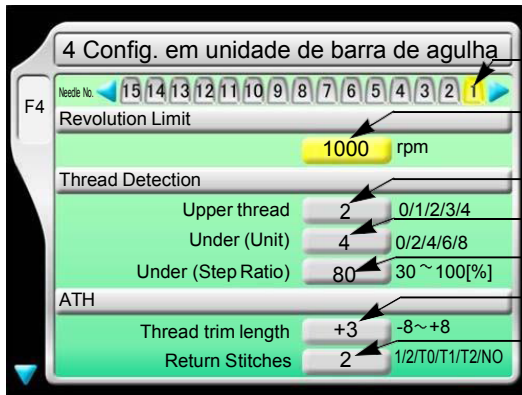 4 Config. em unidade de barra de agulha
F4
Needle No. 15 14 13 12 11 10 9 8 7 6 5 4 3 2 1
Revolution Limit
1000 rpm
Thread Detection
Upper thread 2 0/1/2/3/4
Under (Unit) 4 0/2/4/6/8
Under (Step Ratio) 80 30~100[%]
ATH
Thread trim length +3 -8~+8
Return Stitches 2 1/2/T0/T1/T2/NO